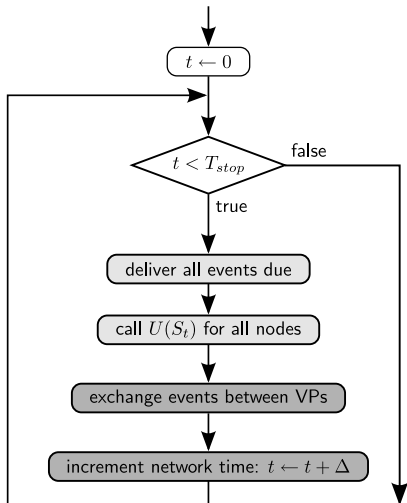 t ← 0
t < T_stop
false
true
deliver all events due
call U(S_t) for all nodes
exchange events between VPs
increment network time: t ← t + Δ